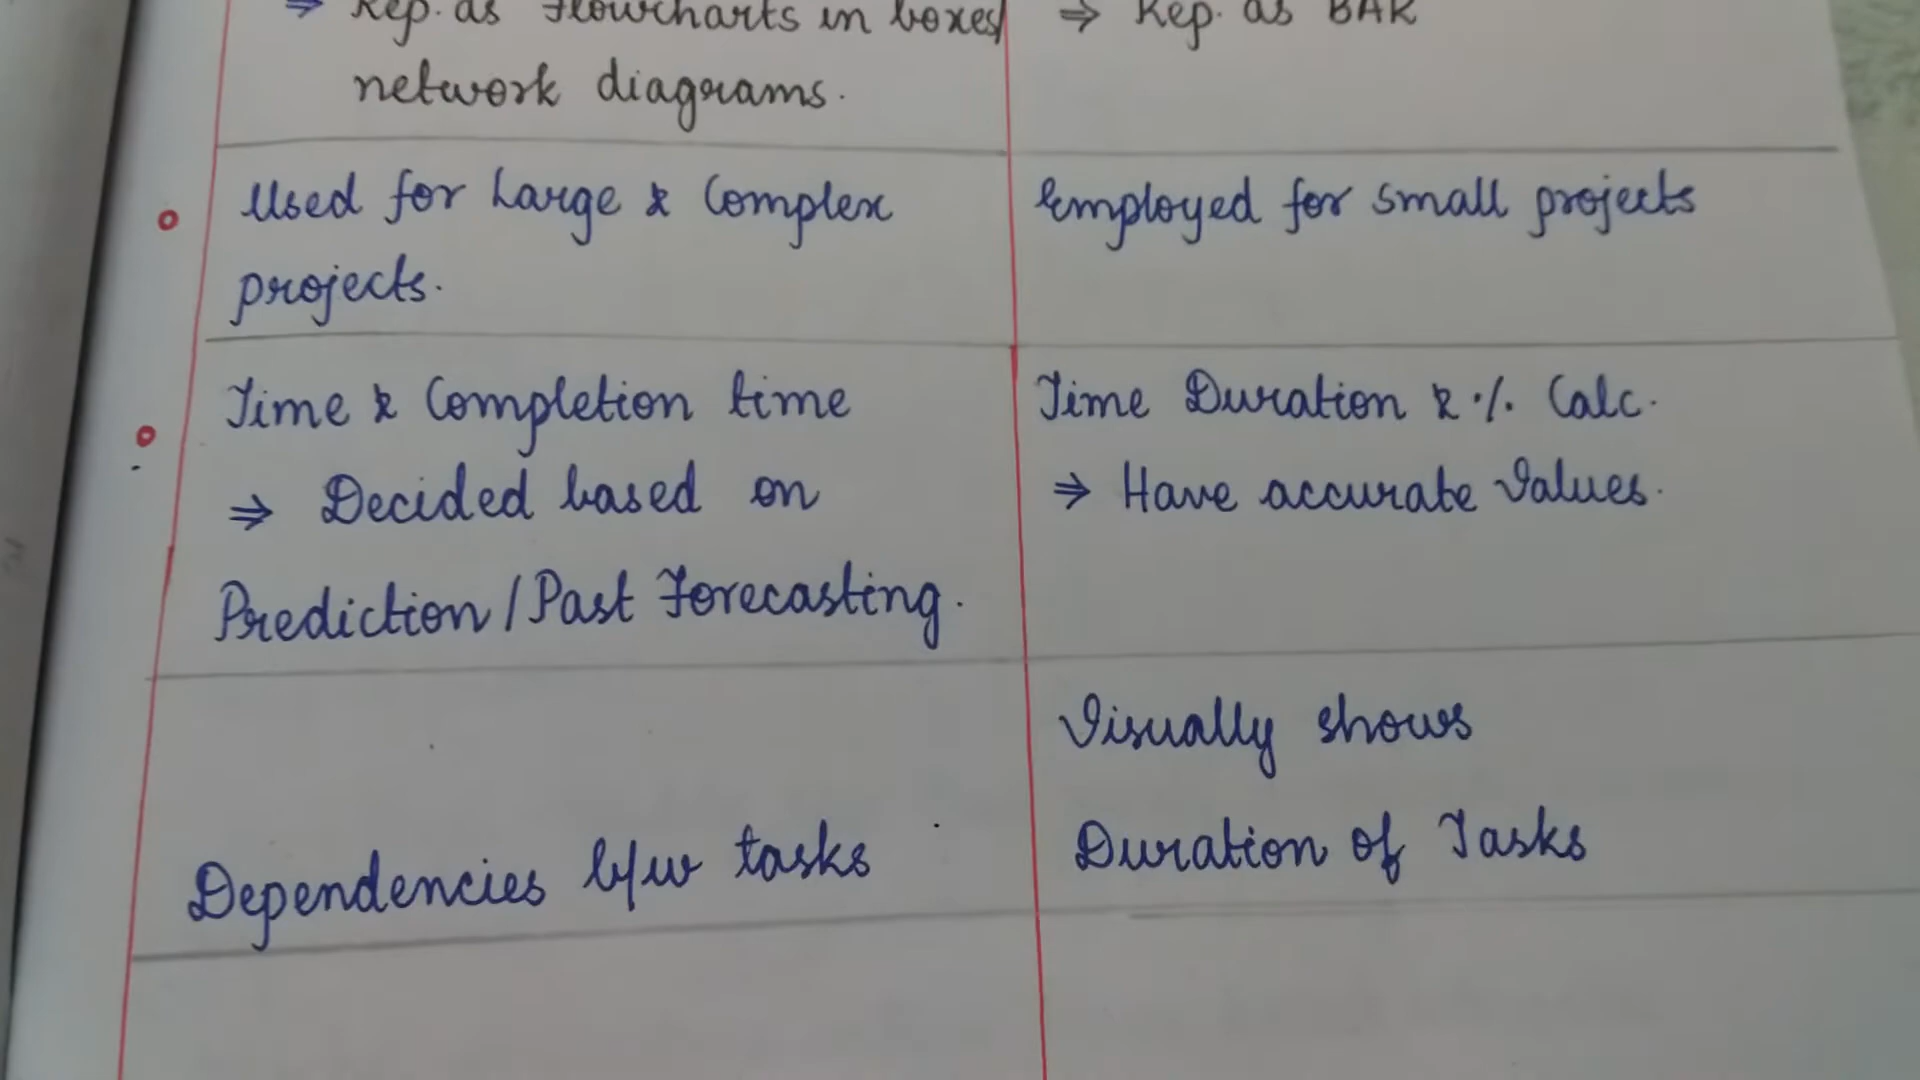 ⇒ Rep. as Flowcharts in boxes/
network diagrams.
⇒ Rep. as BAR
Used for Large & Complex
projects.
Employed for small projects
Time & Completion time
⇒ Decided based on
Prediction / Past Forecasting.
Time Duration & % Calc.
⇒ Have accurate Values.
Dependencies b/w tasks
Visually shows
Duration of Tasks